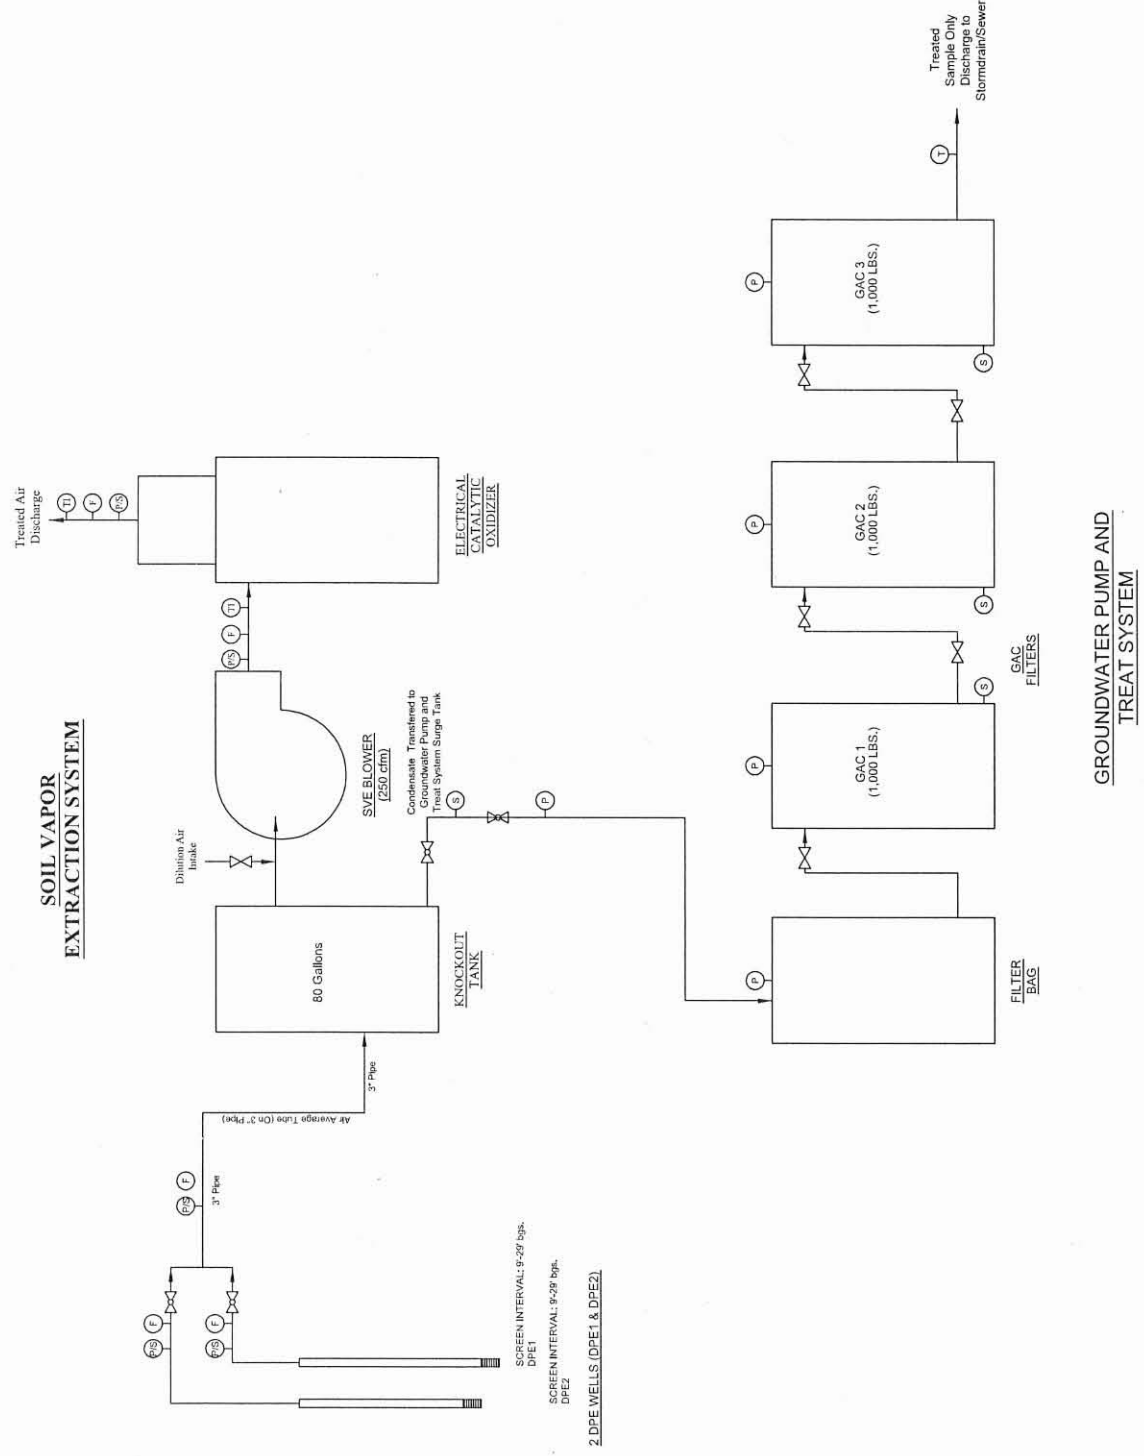 SOIL VAPOR
EXTRACTION SYSTEM
P/S
F
P/S
F
P/S
F
3" Pipe
Air Average Tube (On 3" Pipe)
3" Pipe
80 Gallons
KNOCKOUT
TANK
Dilution Air
Intake
SVE BLOWER
(250 cfm)
P/S
F
TI
ELECTRICAL
CATALYTIC
OXIDIZER
P/S
F
TI
Treated Air
Discharge
SCREEN INTERVAL: 9'-29' bgs.
DPE1
SCREEN INTERVAL: 9'-29' bgs.
DPE2
2 DPE WELLS (DPE1 & DPE2)
Condensate Transfered to
Groundwater Pump and
Treat System Surge Tank
S
P
P
FILTER
BAG
P
GAC 1
(1,000 LBS.)
S
GAC
FILTERS
P
GAC 2
(1,000 LBS.)
S
P
GAC 3
(1,000 LBS.)
S
T
Treated
Sample Only
Discharge to
Stormdrain/Sewer
GROUNDWATER PUMP AND
TREAT SYSTEM